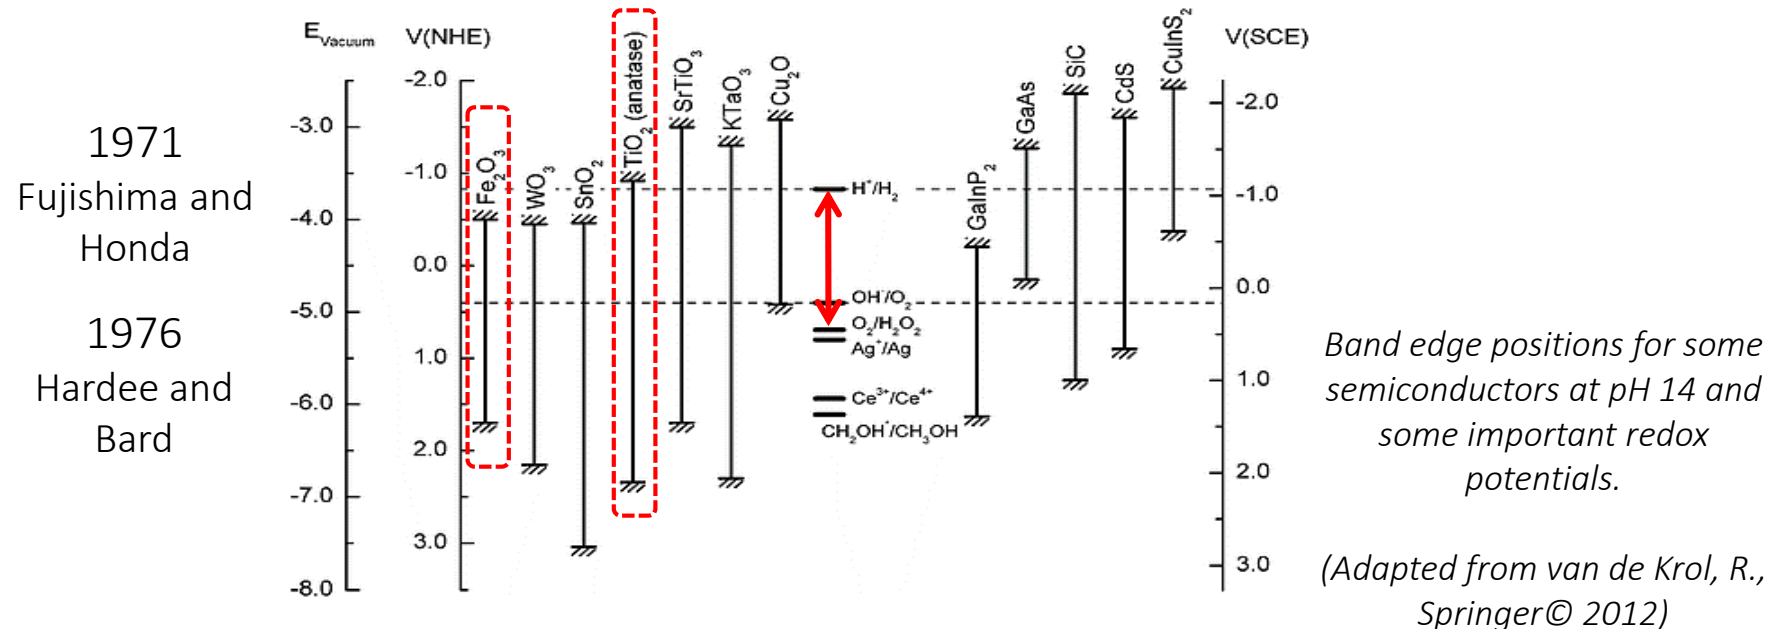 1971
Fujishima and
Honda
1976
Hardee and
Bard
E_Vacuum
-3.0
-4.0
-5.0
-6.0
-7.0
-8.0
V(NHE)
-2.0
-1.0
0.0
1.0
2.0
3.0
Fe₂O₃
WO₃
SnO₂
TiO₂ (anatase)
SrTiO₃
KTaO₃
Cu₂O
H⁺/H₂
OH⁻/O₂
O₂/H₂O₂
Ag⁺/Ag
Ce³⁺/Ce⁴⁺
CH₂OH⁺/CH₃OH
GaInP₂
GaAs
SiC
CdS
CuInS₂
V(SCE)
-2.0
-1.0
0.0
1.0
2.0
3.0
Band edge positions for some
semiconductors at pH 14 and
some important redox
potentials.
(Adapted from van de Krol, R.,
Springer© 2012)